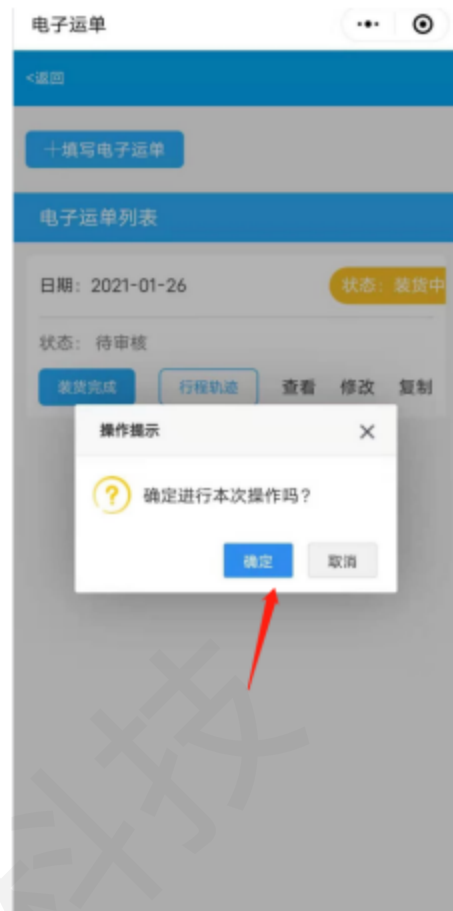 电子运单
<返回
十填写电子运单
电子运单列表
日期: 2021-01-26 状态: 装货中
状态: 待审核
装货完成 行程轨迹 查看 修改 复制
操作提示
确定进行本次操作吗?
确定 取消
科技